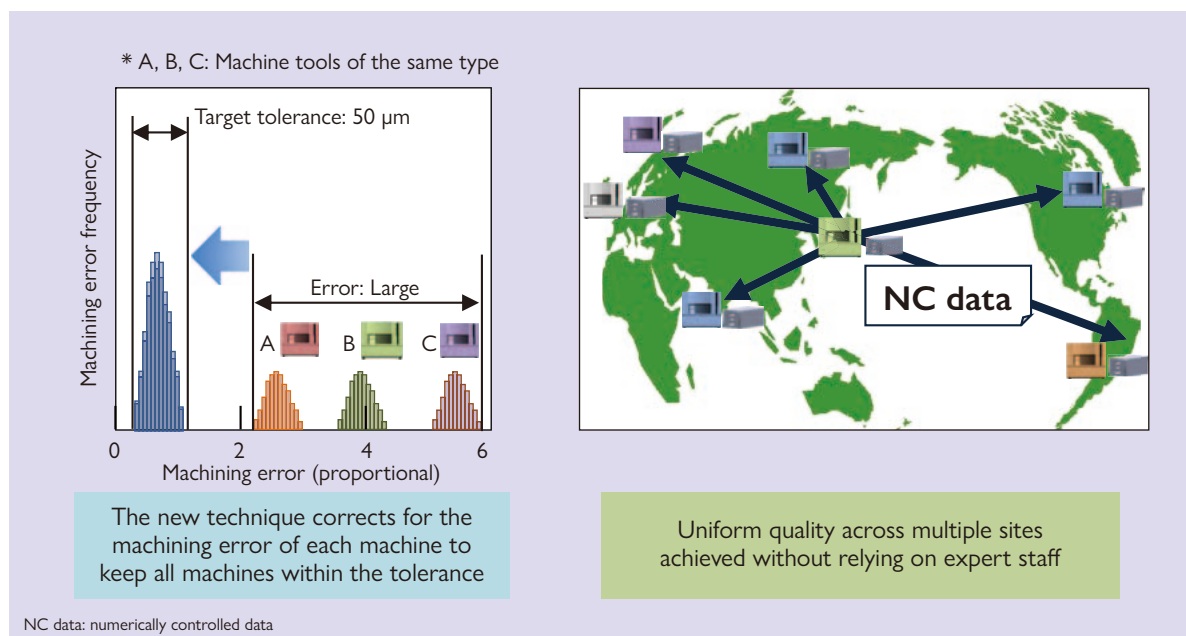 * A, B, C: Machine tools of the same type
Target tolerance: 50 µm
Machining error frequency
Error: Large
A
B
C
0
2
4
6
Machining error (proportional)
The new technique corrects for the
machining error of each machine to
keep all machines within the tolerance
NC data
Uniform quality across multiple sites
achieved without relying on expert staff
NC data: numerically controlled data